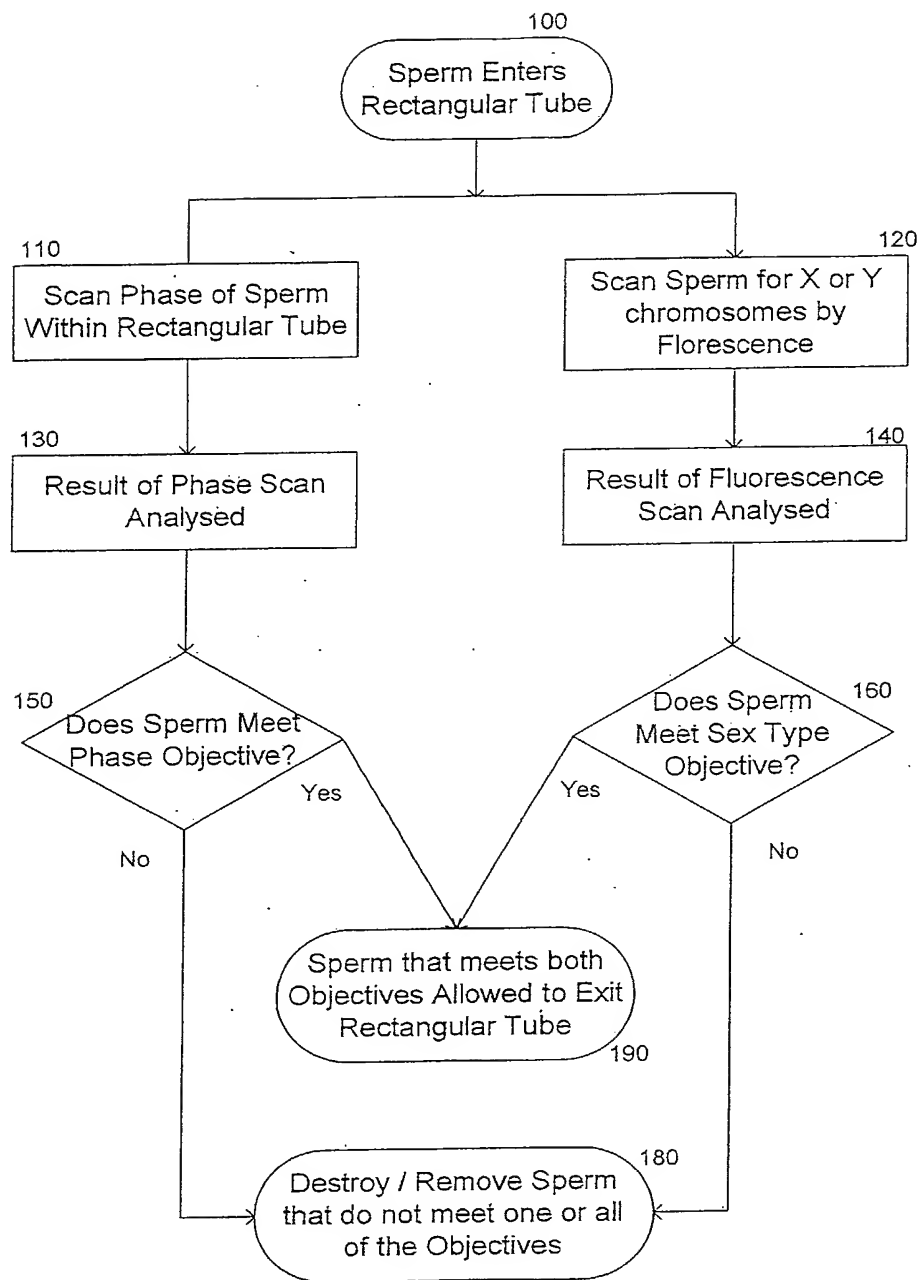 100
Sperm Enters
Rectangular Tube
110
Scan Phase of Sperm
Within Rectangular Tube
120
Scan Sperm for X or Y
chromosomes by
Florescence
130
Result of Phase Scan
Analysed
140
Result of Fluorescence
Scan Analysed
150
Does Sperm Meet
Phase Objective?
Yes
No
160
Does Sperm
Meet Sex Type
Objective?
Yes
No
Sperm that meets both
Objectives Allowed to Exit
Rectangular Tube
190
180
Destroy / Remove Sperm
that do not meet one or all
of the Objectives